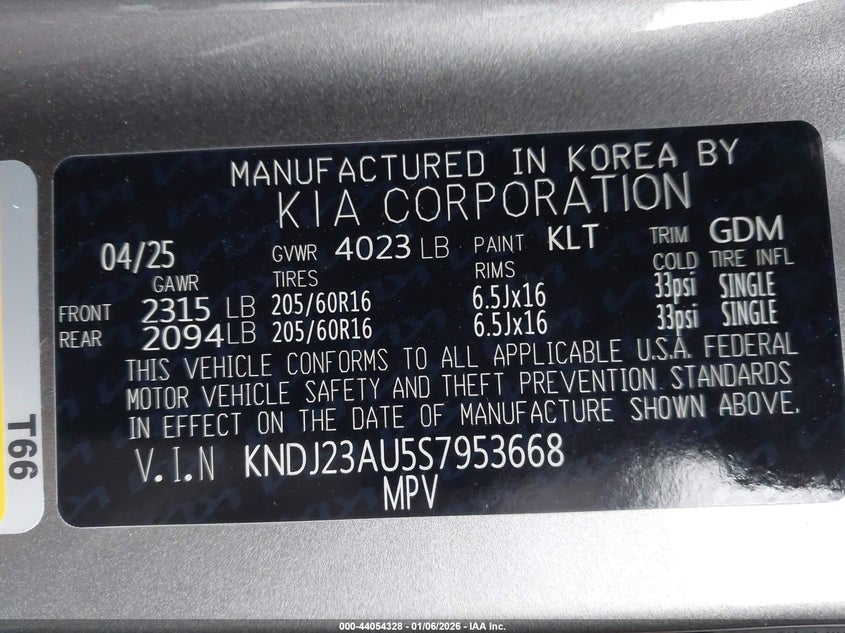 MANUFACTURED IN KOREA BY
KIA CORPORATION
04/25 GVWR 4023 LB PAINT KLT TRIM GDM
GAWR TIRES RIMS COLD TIRE INFL
FRONT 2315 LB 205/60R16 6.5Jx16 33psi SINGLE
REAR 2094LB 205/60R16 6.5Jx16 33psi SINGLE
THIS VEHICLE CONFORMS TO ALL APPLICABLE U.S.A. FEDERAL
MOTOR VEHICLE SAFETY AND THEFT PREVENTION STANDARDS
IN EFFECT ON THE DATE OF MANUFACTURE SHOWN ABOVE.
V.I.N KNDJ23AU5S7953668
MPV
T66
000-44054328 - 01/06/2026 - IAA Inc.